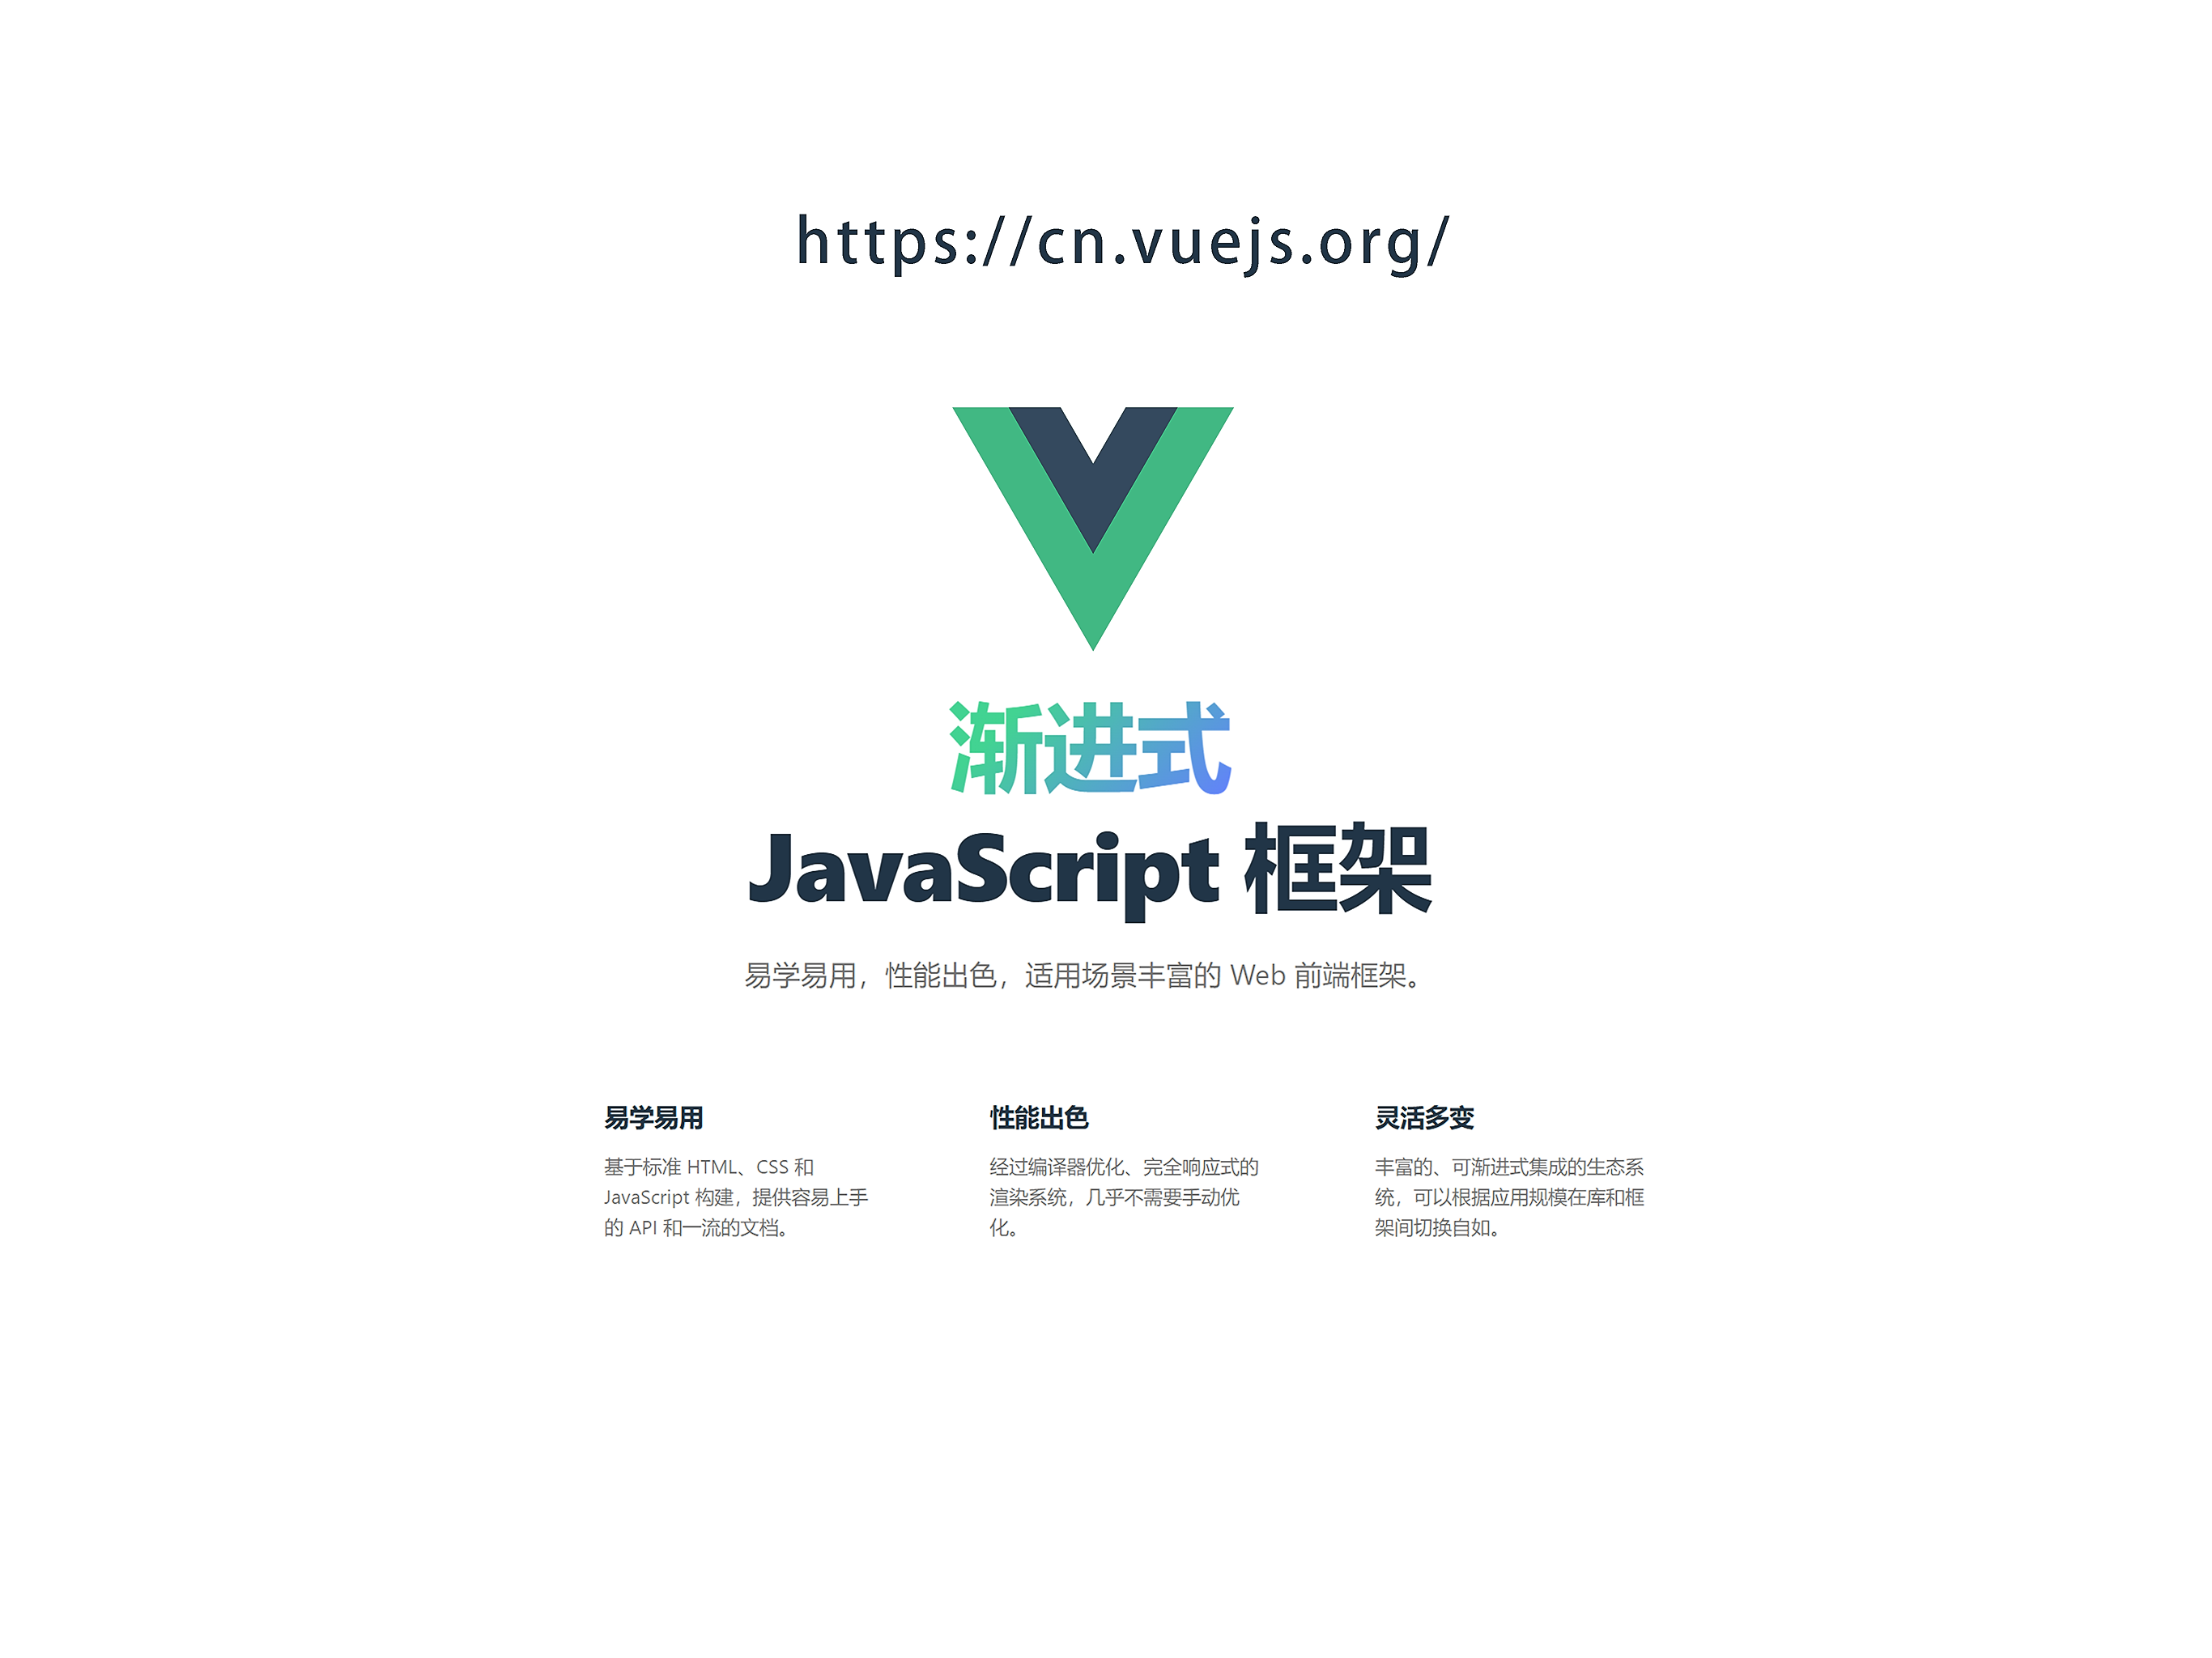 https://cn.vuejs.org/
渐进式
JavaScript 框架
易学易用，性能出色，适用场景丰富的 Web 前端框架。
易学易用
基于标准 HTML、CSS 和
JavaScript 构建，提供容易上手
的 API 和一流的文档。
性能出色
经过编译器优化、完全响应式的
渲染系统，几乎不需要手动优
化。
灵活多变
丰富的、可渐进式集成的生态系
统，可以根据应用规模在库和框
架间切换自如。